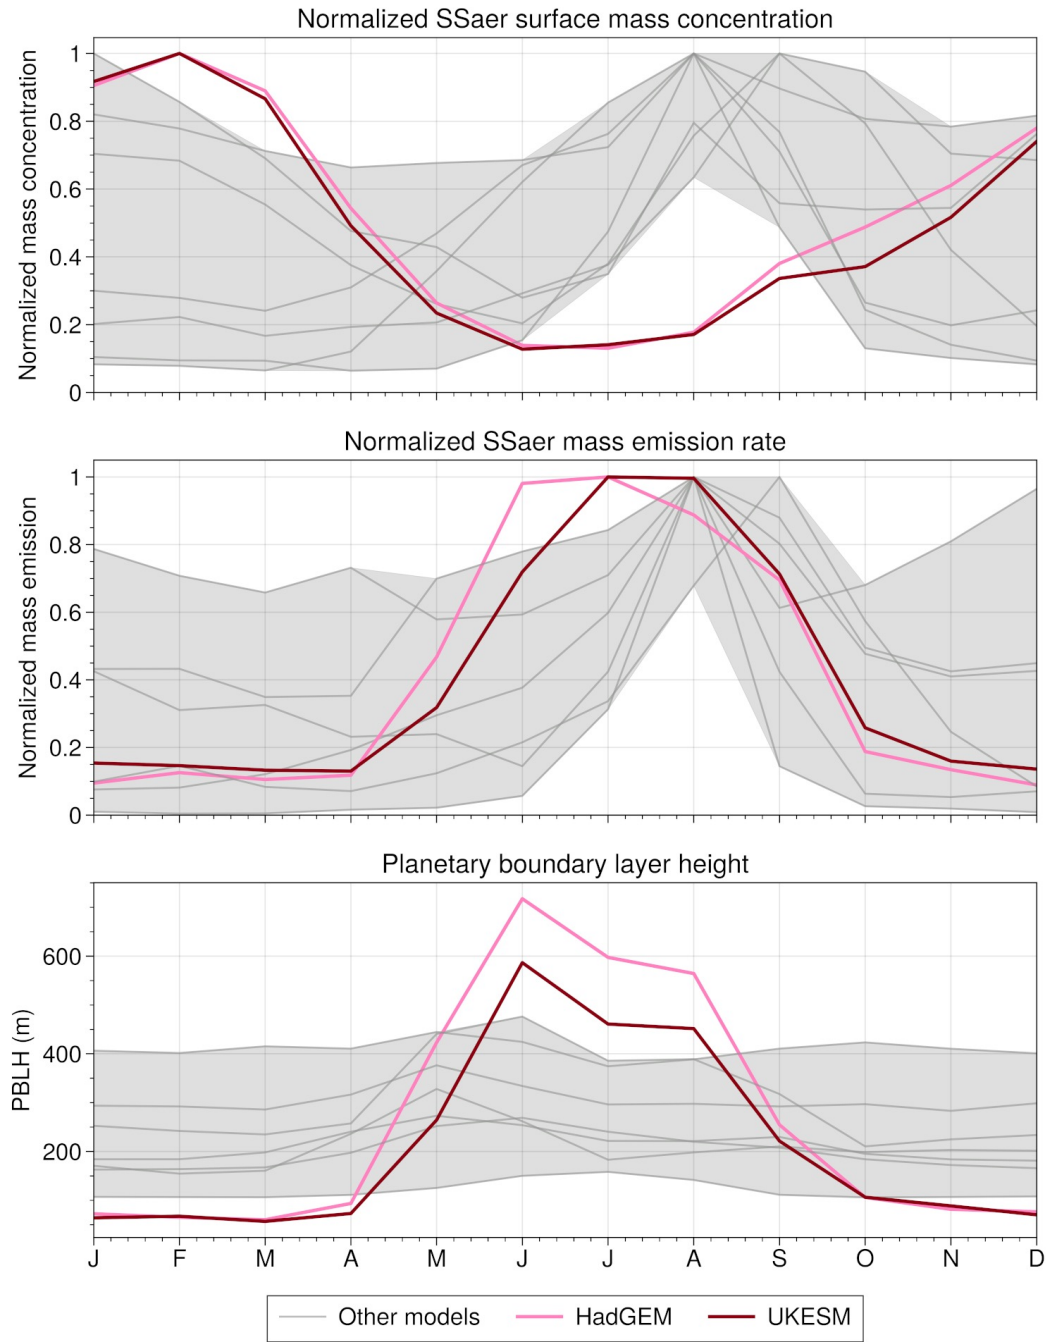 Normalized SSaer surface mass concentration
Normalized mass concentration
1
0.8
0.6
0.4
0.2
0
Normalized SSaer mass emission rate
Normalized mass emission
1
0.8
0.6
0.4
0.2
0
Planetary boundary layer height
PBLH (m)
600
400
200
J F M A M J J A S O N D
Other models HadGEM UKESM